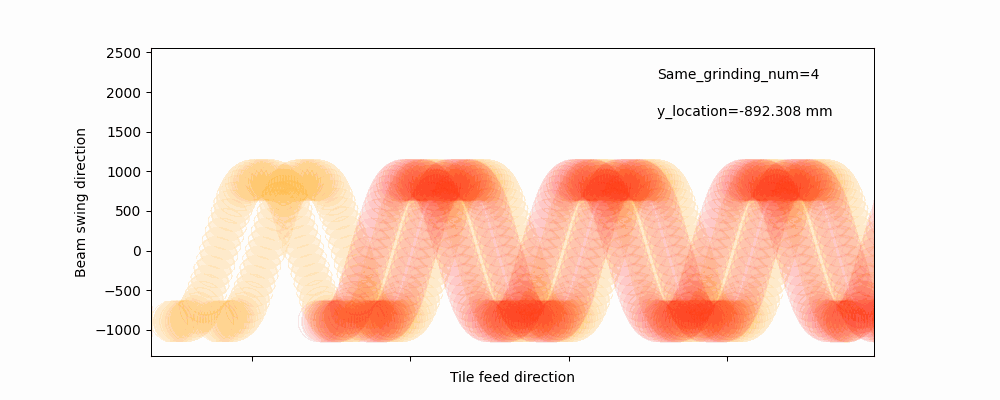 2500
2000
1500
1000
500
0
−500
−1000
Beam swing direction
Same_grinding_num=4
y_location=-892.308 mm
Tile feed direction